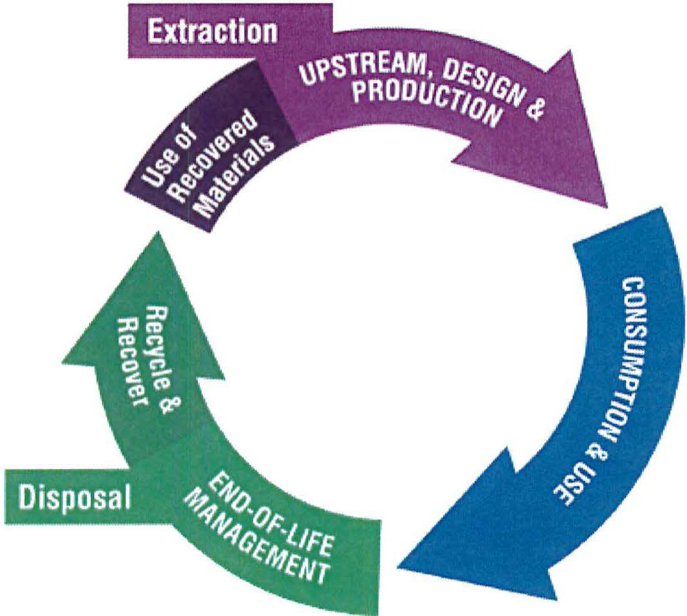 Extraction
UPSTREAM, DESIGN &
PRODUCTION
Use of
Recovered
Materials
CONSUMPTION & USE
END-OF-LIFE
MANAGEMENT
Disposal
Recycle &
Recover